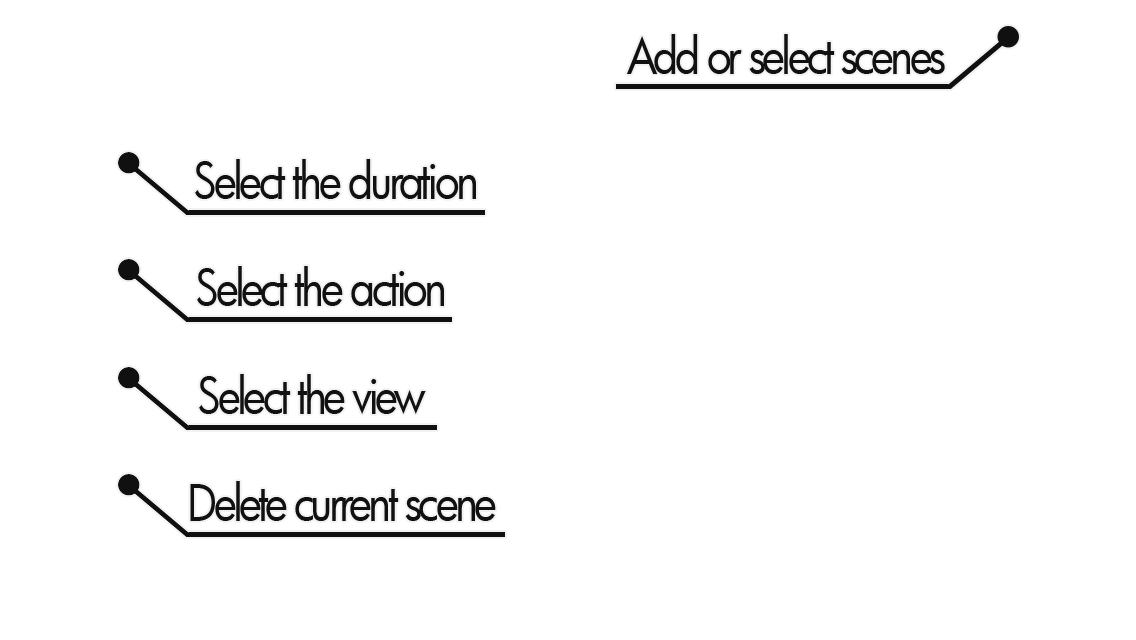 Add or select scenes
Select the duration
Select the action
Select the view
Delete current scene